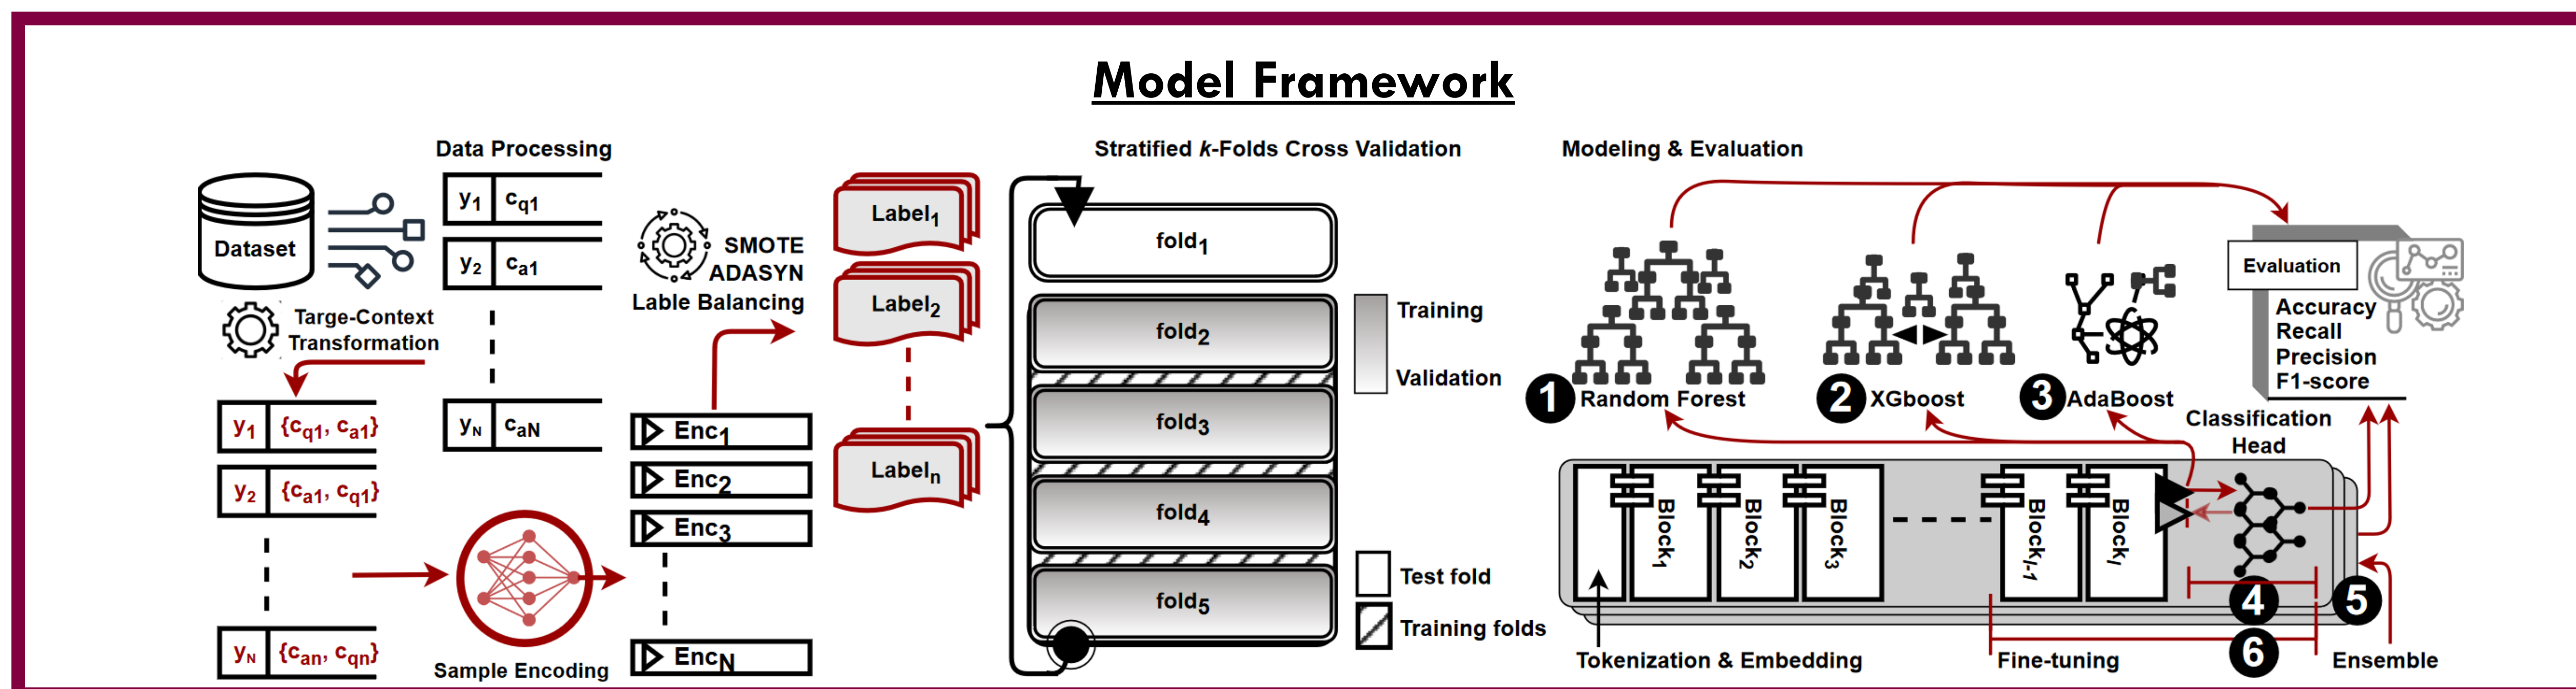 Model Framework
Data Processing
Dataset
y1 cq1
y2 ca1
yN caN
Targe-Context
Transformation
y1 {cq1, ca1}
y2 {ca1, cq1}
yN {can, cqn}
Sample Encoding
SMOTE
ADASYN
Lable Balancing
Enc1
Enc2
Enc3
EncN
Label1
Label2
Labeln
Stratified k-Folds Cross Validation
fold1
fold2
fold3
fold4
fold5
Training
Validation
Test fold
Training folds
Modeling & Evaluation
1 Random Forest
2 XGboost
3 AdaBoost
Evaluation
Accuracy
Recall
Precision
F1-score
Classification
Head
Block1
Block2
Block3
Blockl-1
Blockl
4
5
6
Tokenization & Embedding
Fine-tuning
Ensemble